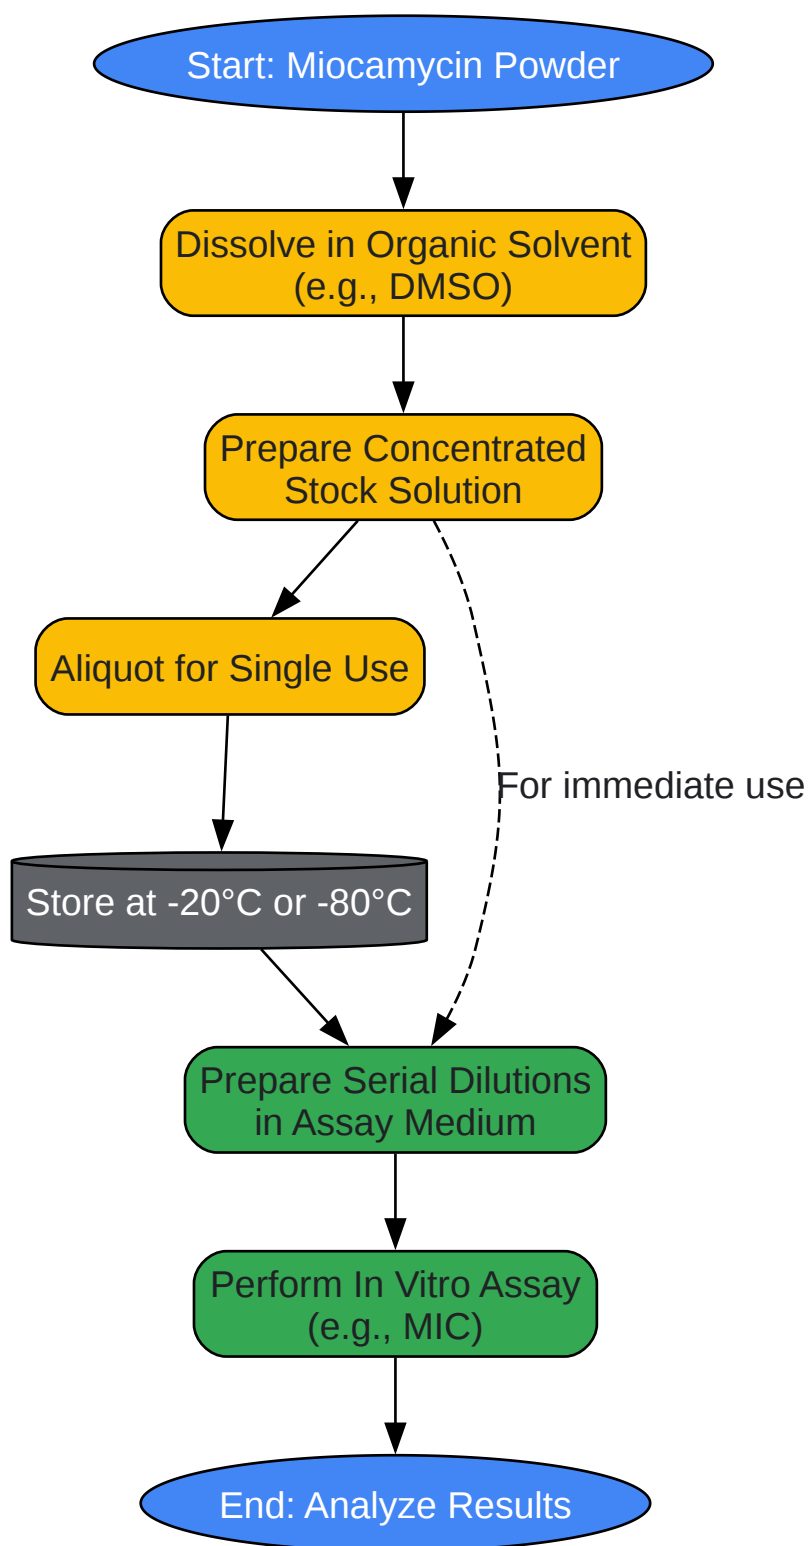 Start: Miocamycin Powder
Dissolve in Organic Solvent
(e.g., DMSO)
Prepare Concentrated
Stock Solution
Aliquot for Single Use
For immediate use
Store at -20°C or -80°C
Prepare Serial Dilutions
in Assay Medium
Perform In Vitro Assay
(e.g., MIC)
End: Analyze Results